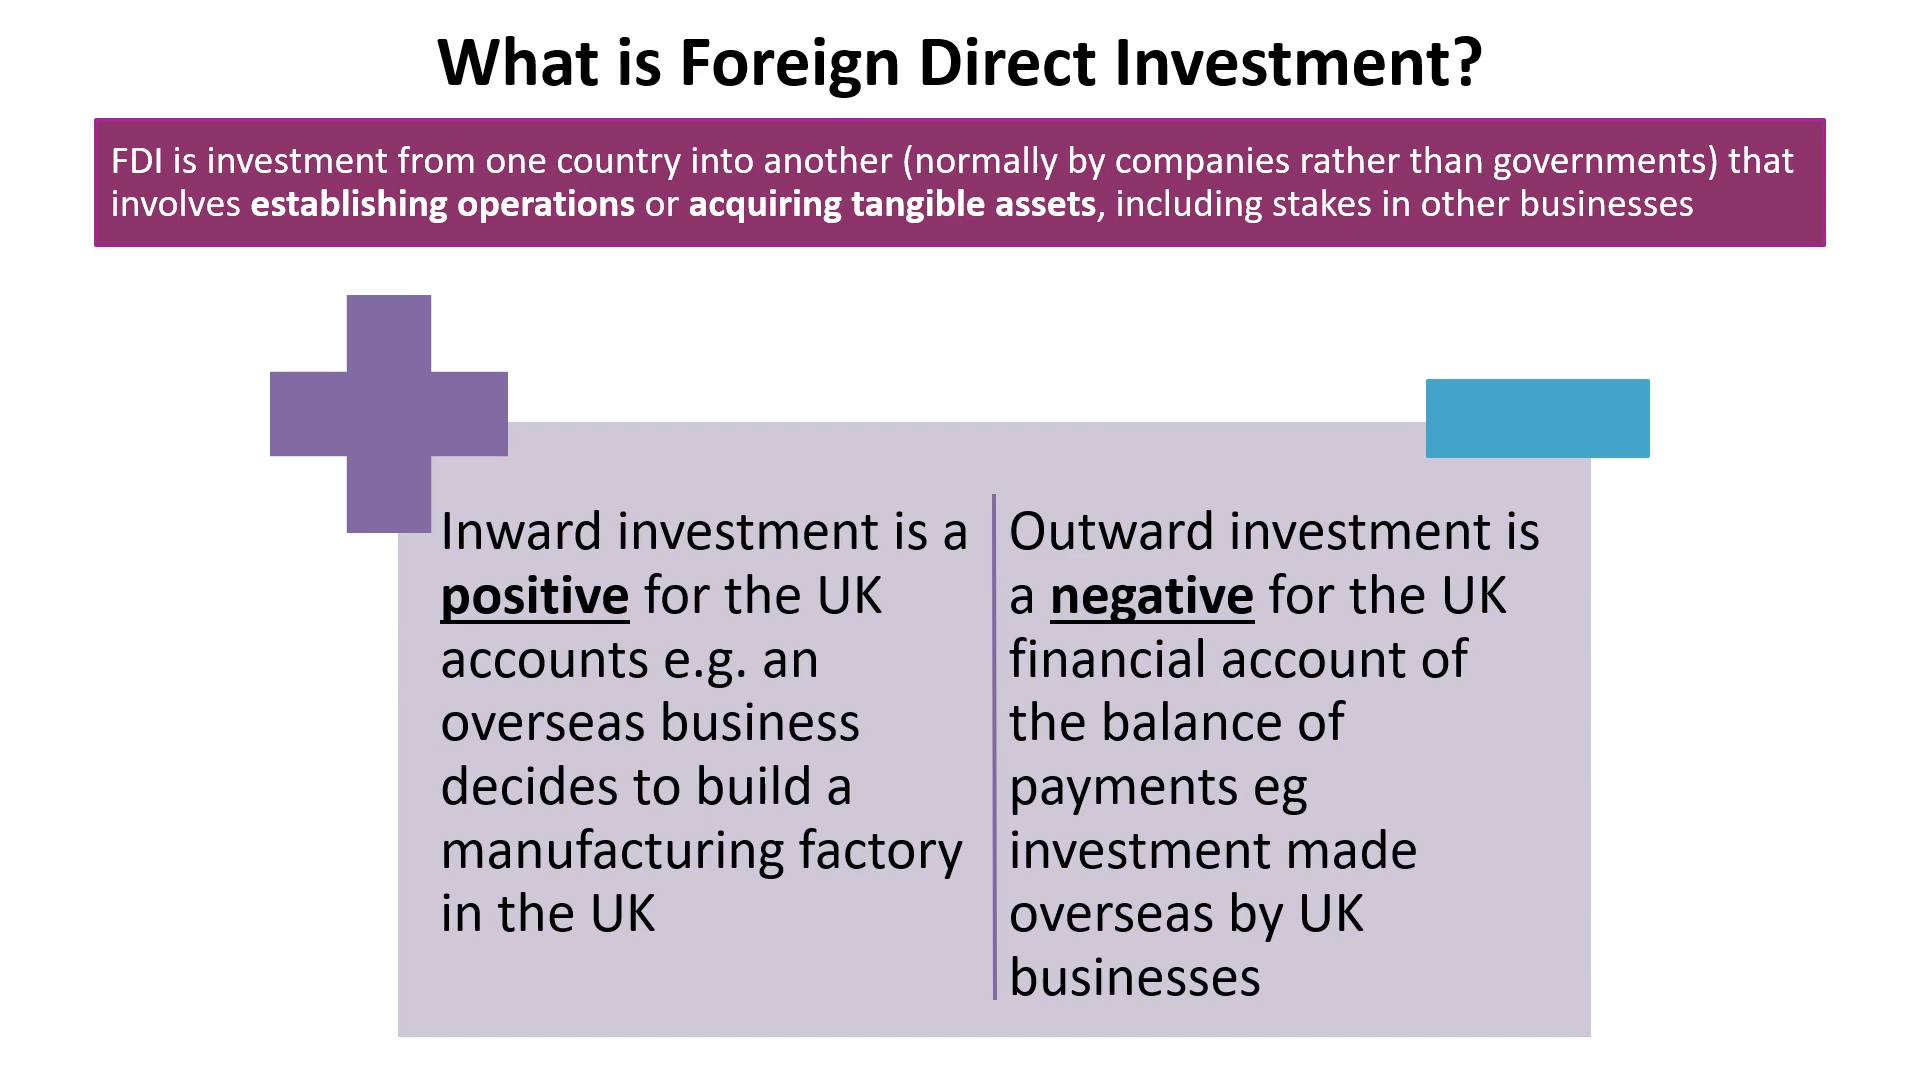 What is Foreign Direct Investment?
FDI is investment from one country into another (normally by companies rather than governments) that
involves establishing operations or acquiring tangible assets, including stakes in other businesses
Inward investment is a
positive for the UK
accounts e.g. an
overseas business
decides to build a
manufacturing factory
in the UK
Outward investment is
a negative for the UK
financial account of
the balance of
payments eg
investment made
overseas by UK
businesses